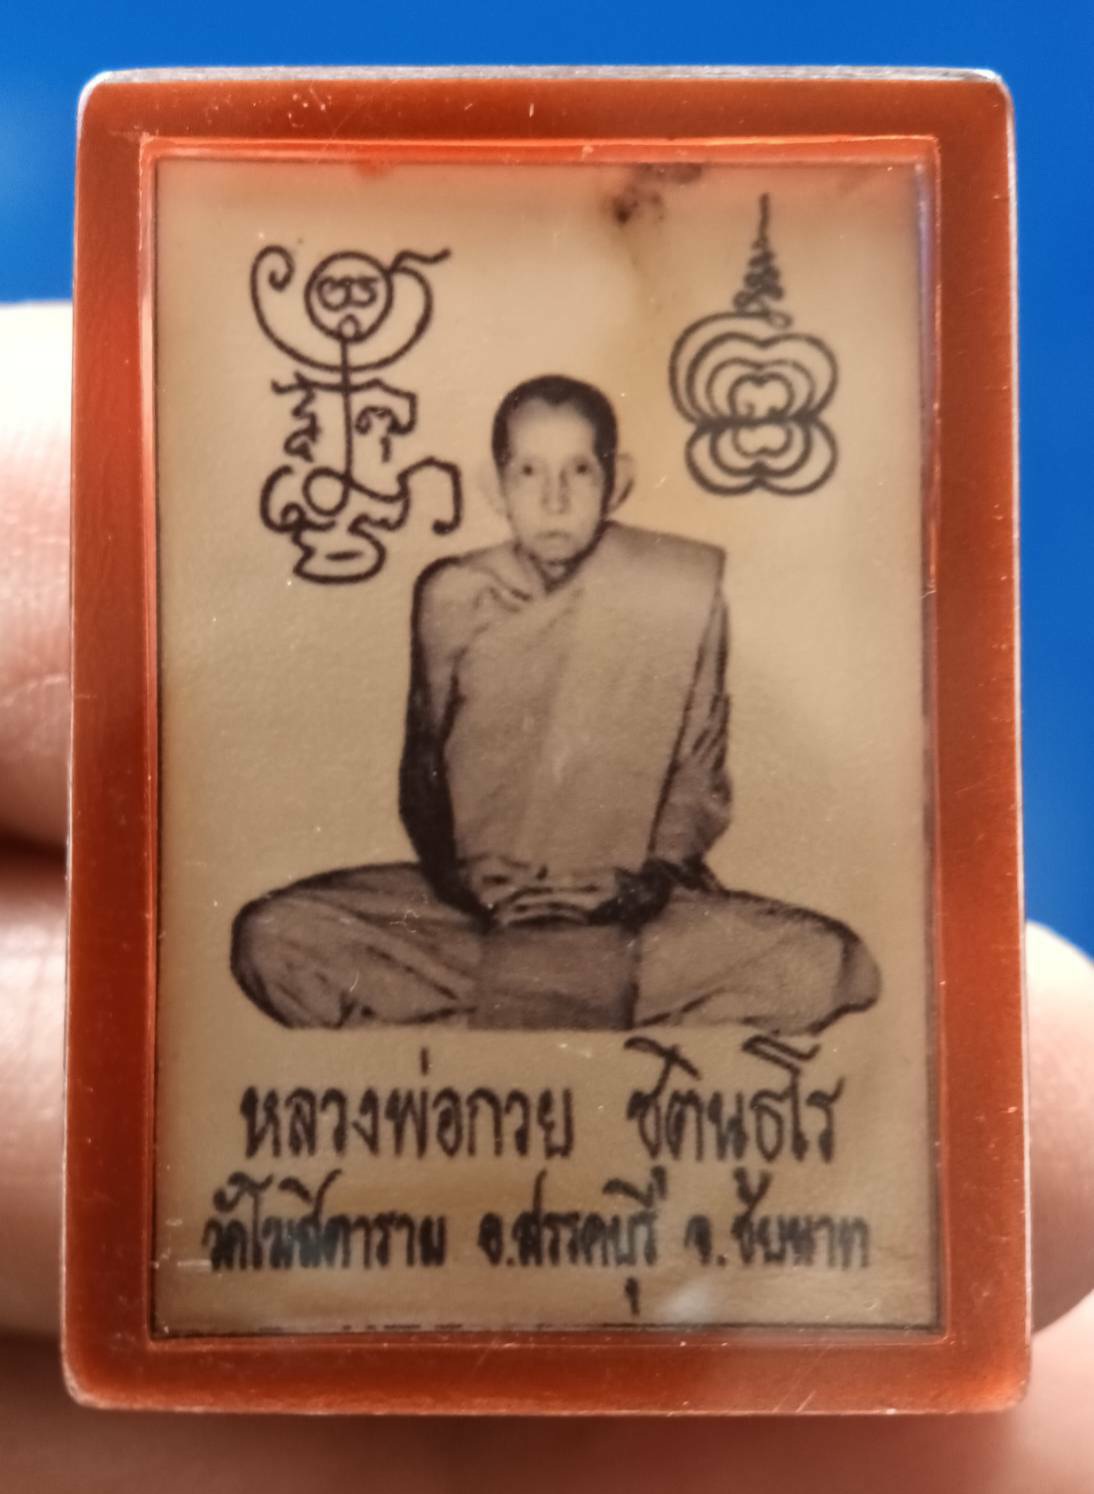 หลวงพ่อกวย ชุตินฺธโร
วัดโฆสิตาราม อ.สรรคบุรี จ.ชัยนาท